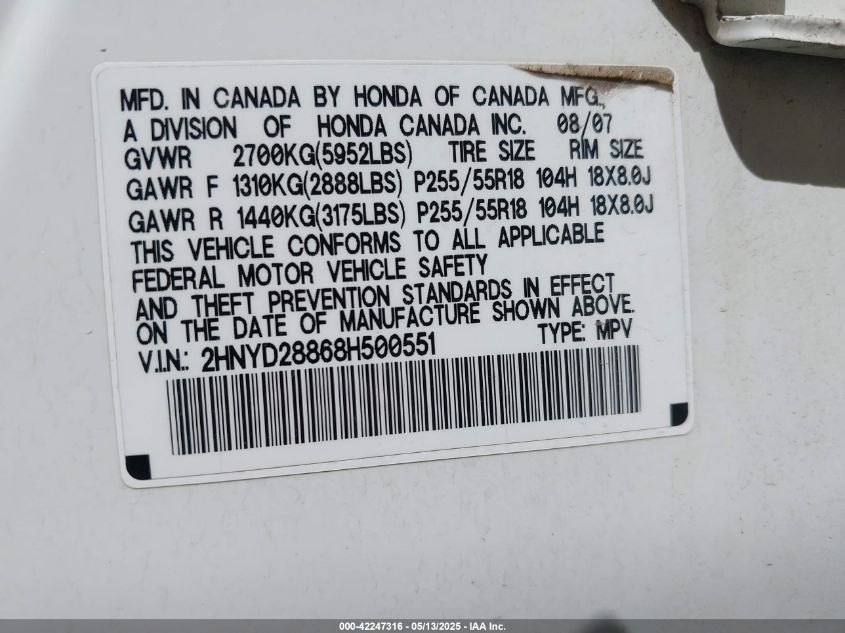 MFD. IN CANADA BY HONDA OF CANADA MFG.,
A DIVISION OF HONDA CANADA INC. 08/07
GVWR 2700KG(5952LBS) TIRE SIZE RIM SIZE
GAWR F 1310KG(2888LBS) P255/55R18 104H 18X8.0J
GAWR R 1440KG(3175LBS) P255/55R18 104H 18X8.0J
THIS VEHICLE CONFORMS TO ALL APPLICABLE
FEDERAL MOTOR VEHICLE SAFETY
AND THEFT PREVENTION STANDARDS IN EFFECT
ON THE DATE OF MANUFACTURE SHOWN ABOVE.
V.I.N.: 2HNYD28868H500551 TYPE: MPV
000-42247316 - 05/13/2025 - IAA Inc.